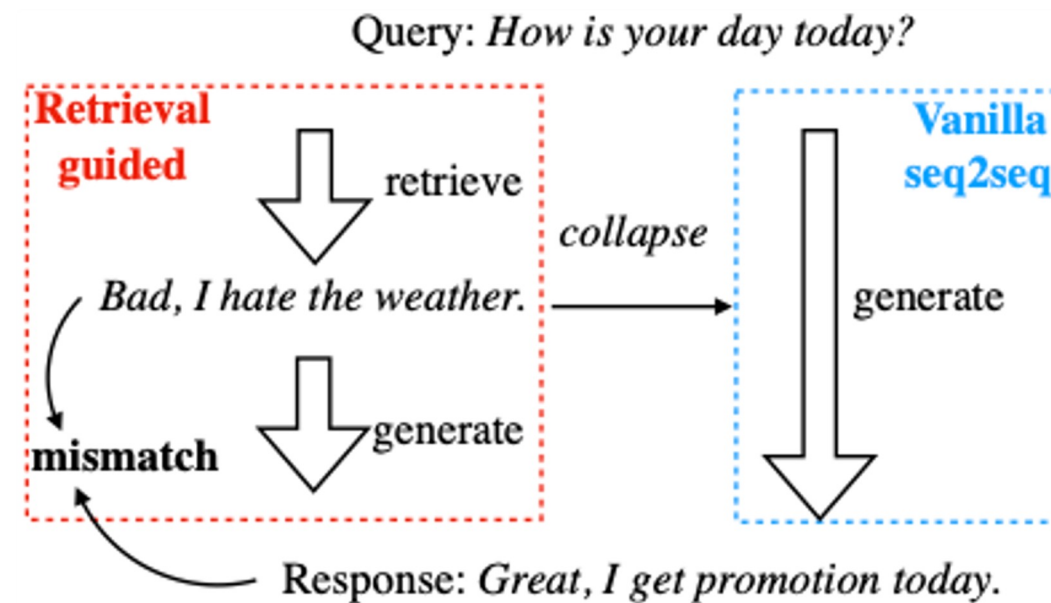 Query: How is your day today?
Retrieval
guided
retrieve
Bad, I hate the weather.
generate
mismatch
collapse
Vanilla
seq2seq
generate
Response: Great, I get promotion today.